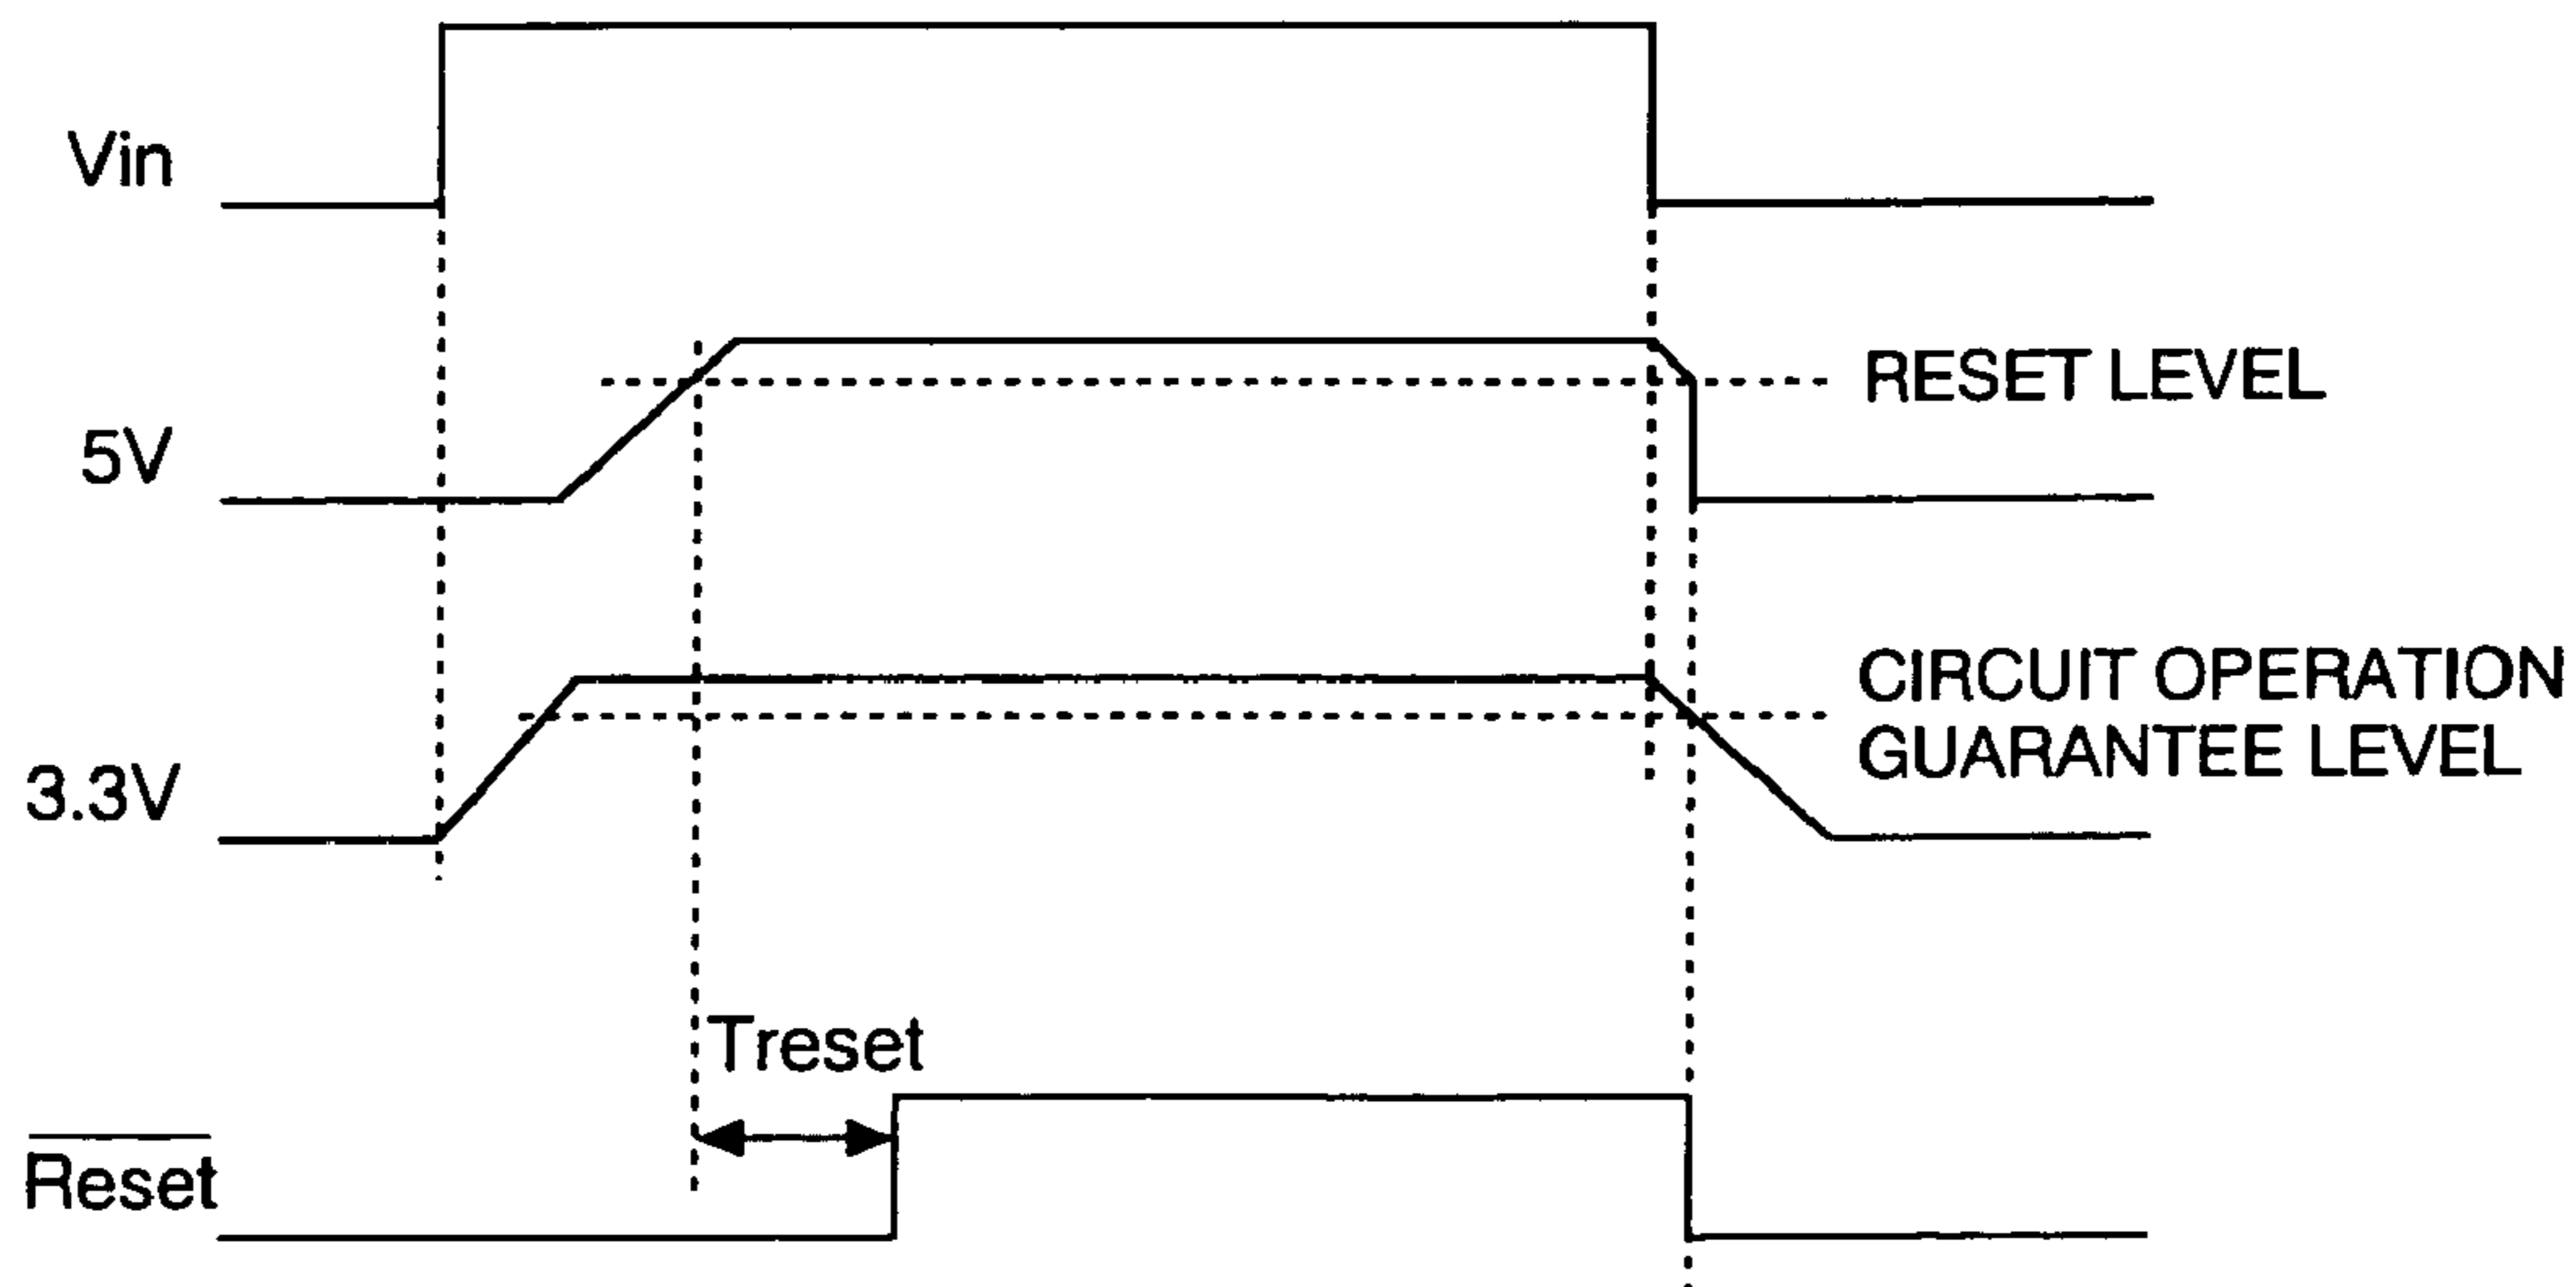 Vin
5V
RESET LEVEL
3.3V
CIRCUIT OPERATION
GUARANTEE LEVEL
Treset
Reset